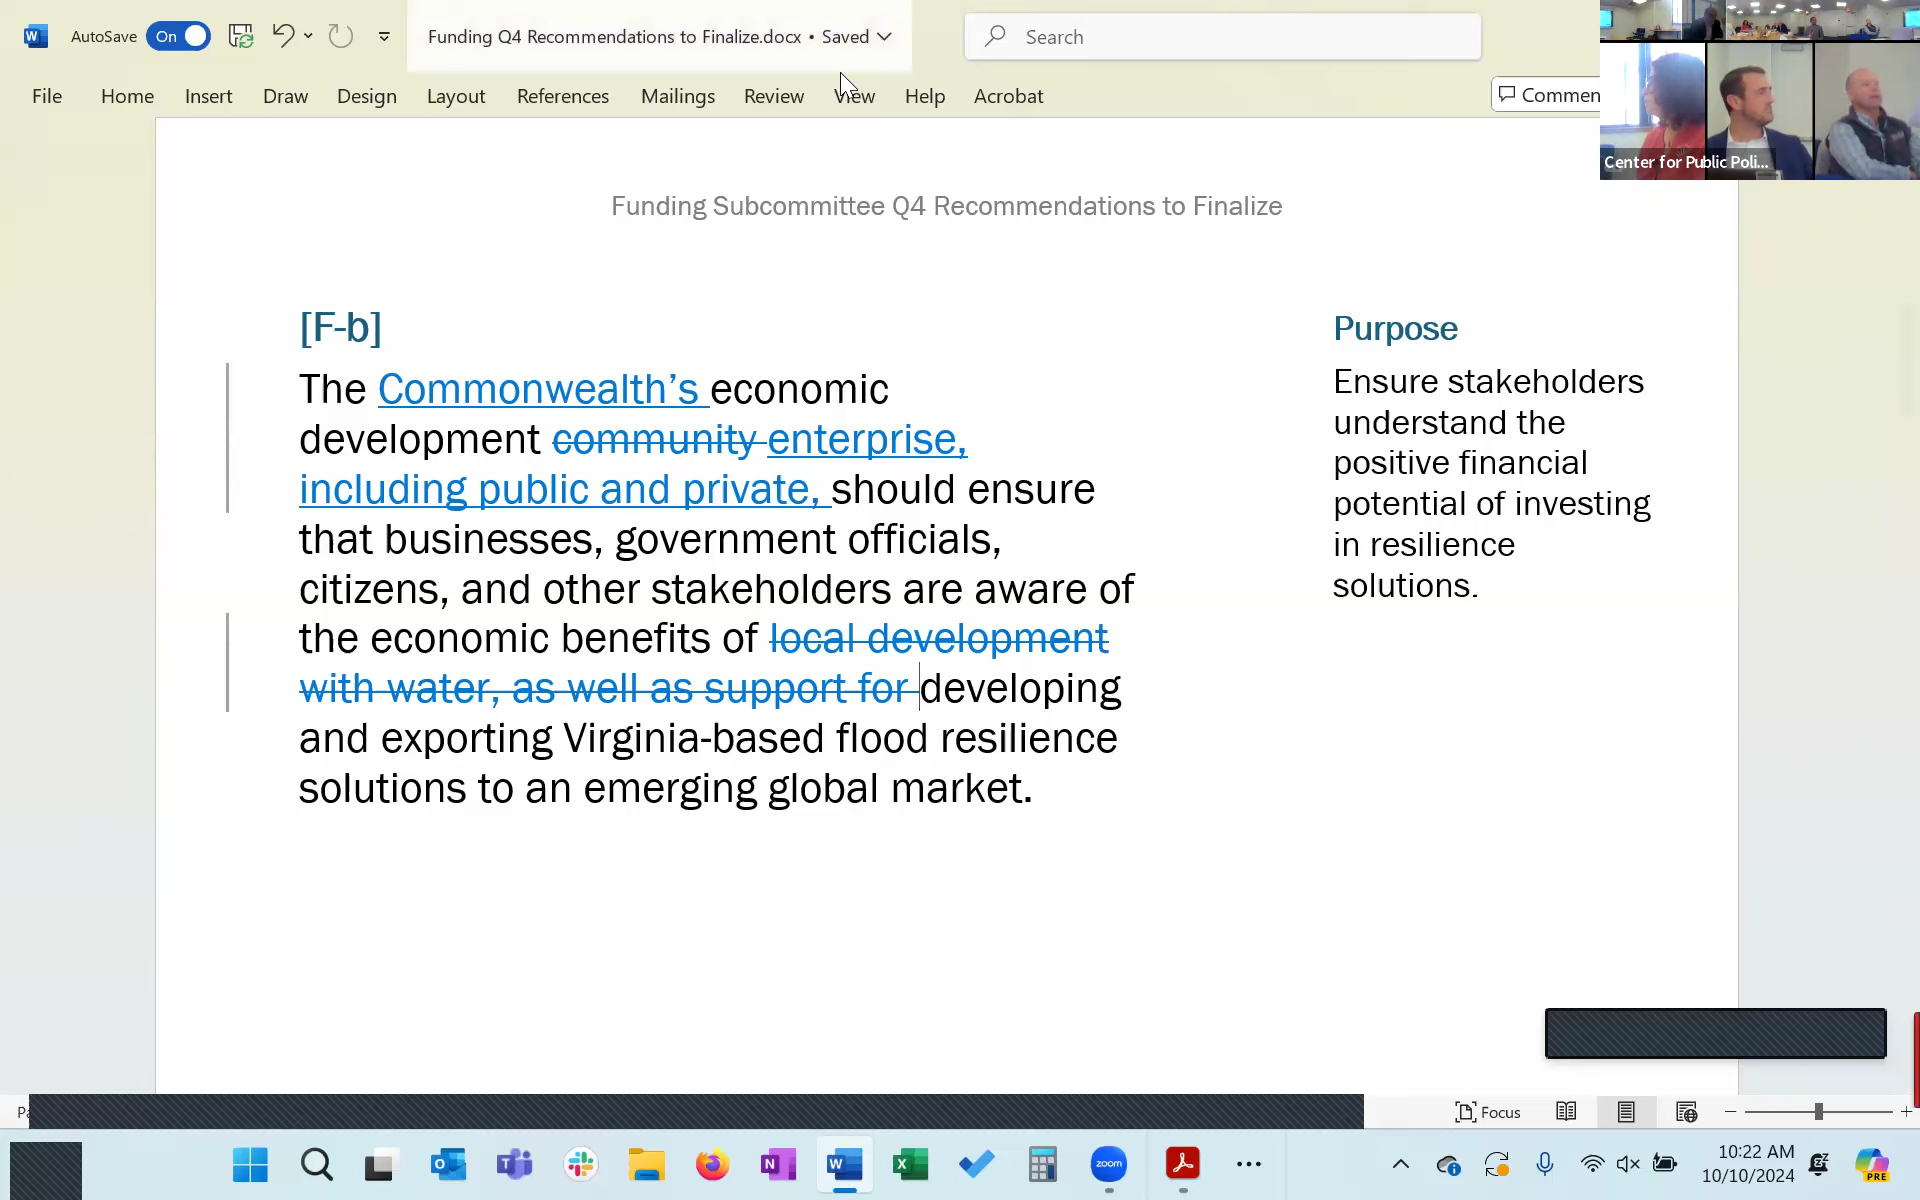 AutoSave On Funding Q4 Recommendations to Finalize.docx • Saved Search
File Home Insert Draw Design Layout References Mailings Review View Help Acrobat Commen
Center for Public Poli...
Funding Subcommittee Q4 Recommendations to Finalize
[F-b]
The Commonwealth’s economic
development community enterprise,
including public and private, should ensure
that businesses, government officials,
citizens, and other stakeholders are aware of
the economic benefits of local development
with water, as well as support for developing
and exporting Virginia-based flood resilience
solutions to an emerging global market.
Purpose
Ensure stakeholders
understand the
positive financial
potential of investing
in resilience
solutions.
Focus
zoom
10:22 AM
10/10/2024
PRE